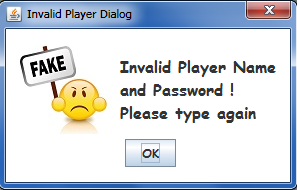 Invalid Player Dialog
FAKE
Invalid Player Name
and Password !
Please type again
OK